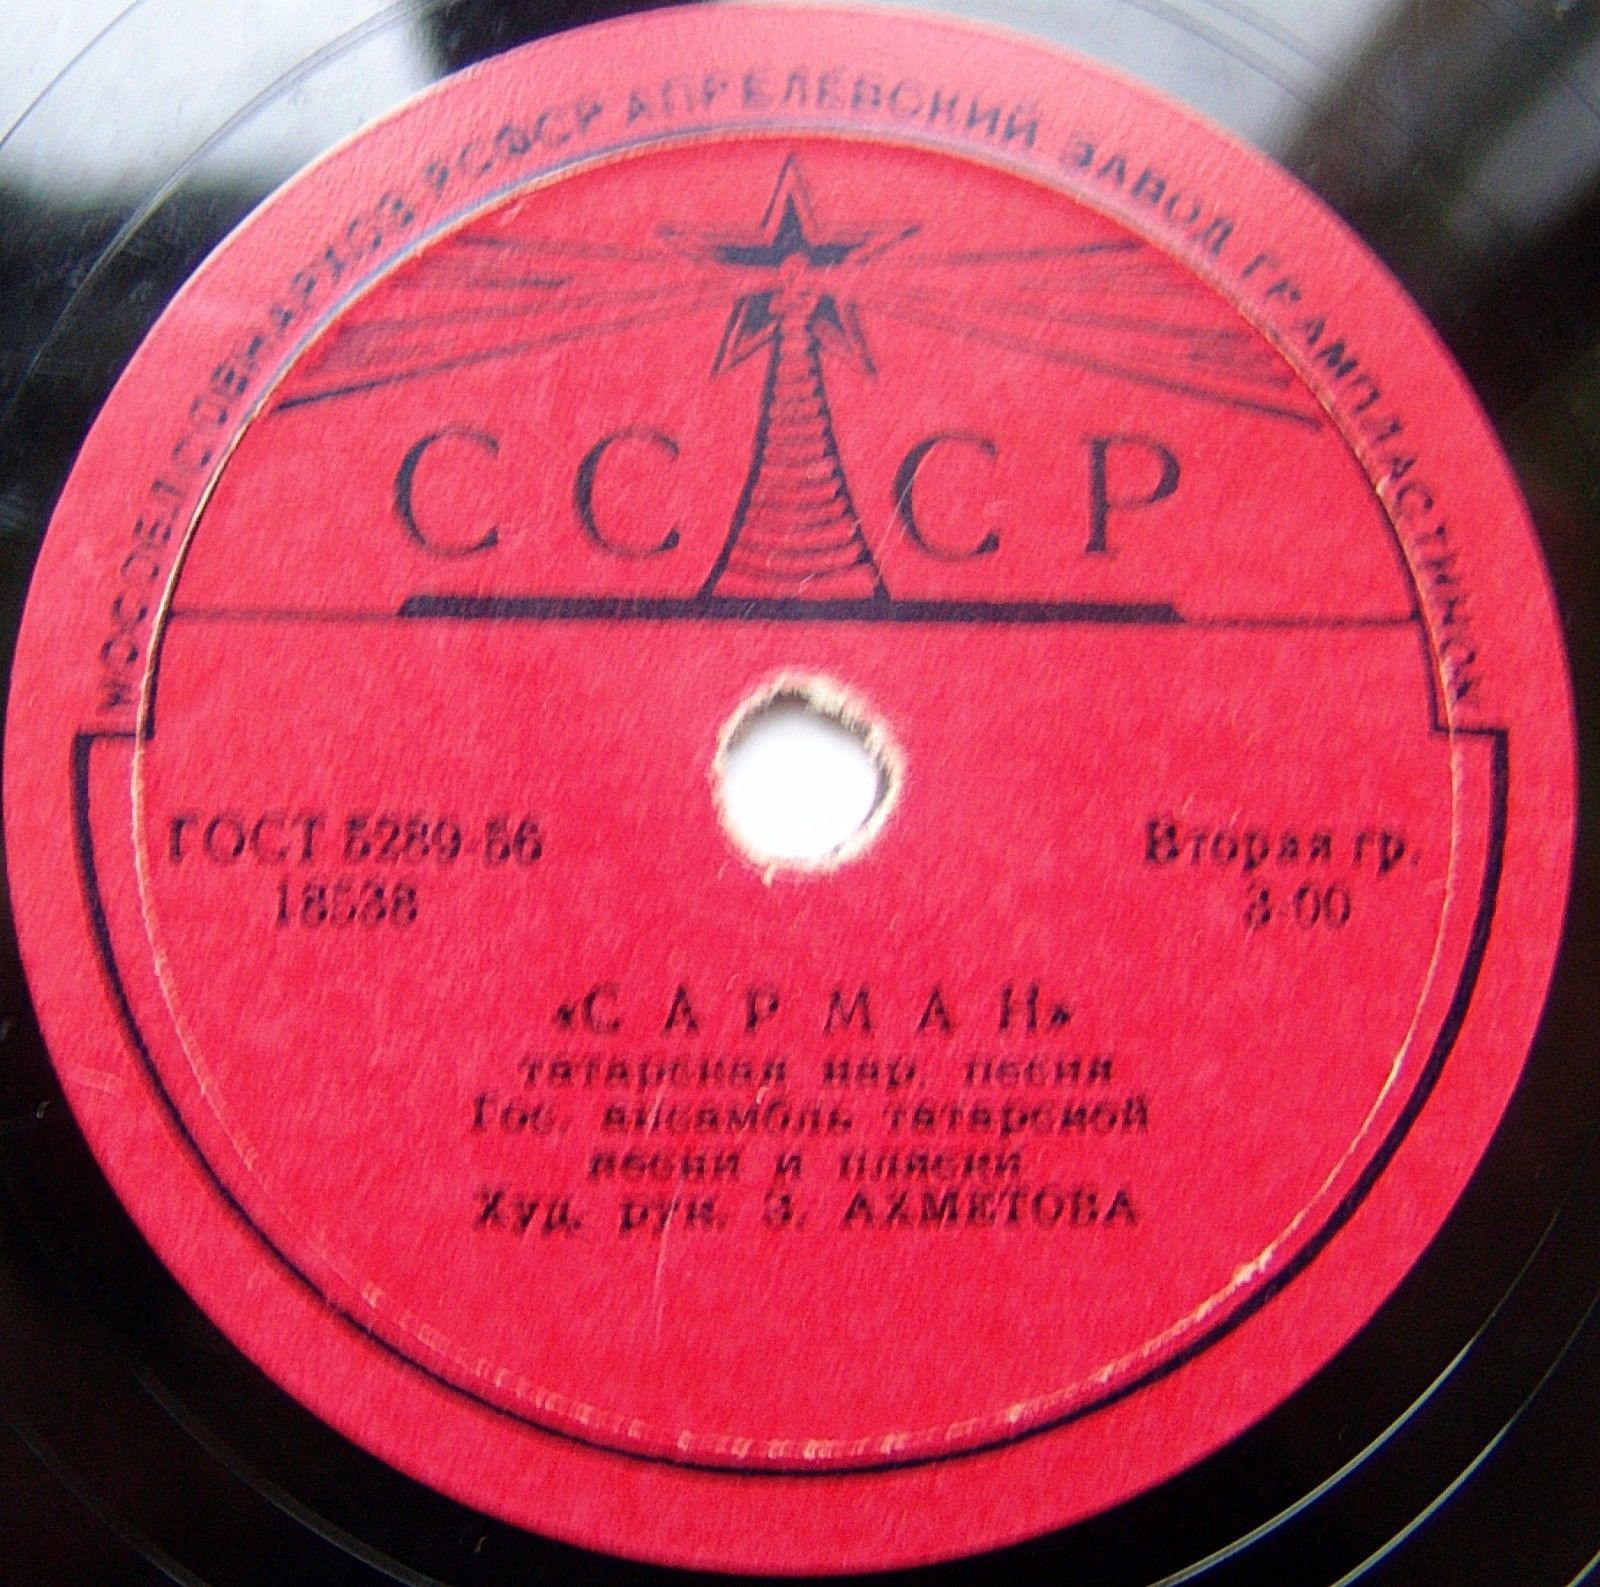 МОСОБЛСОВНАРХОЗ РСФСР АПРЕЛЕВСКИЙ ЗАВОД ГРАМПЛАСТИНОК
СССР
ГОСТ 5289-56
18538
Вторая гр.
3-00
«САРМАН»
татарская нар. песня
Гос. ансамбль татарской
песни и пляски
Худ. рук. З. АХМЕТОВА